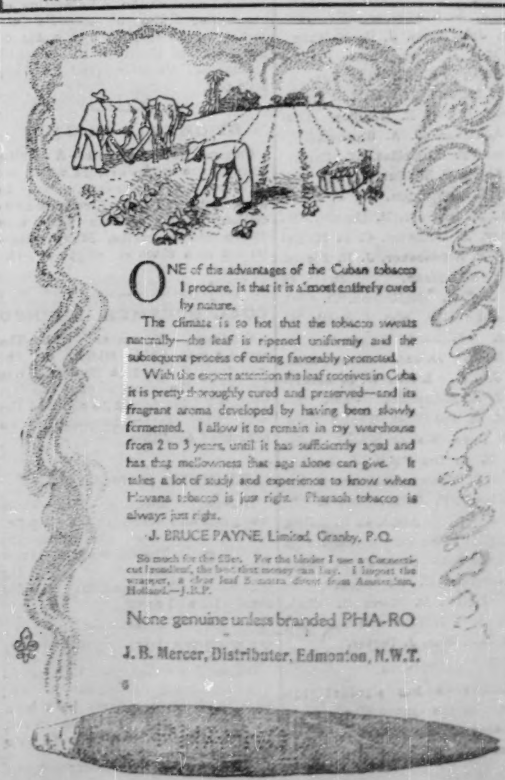 ONE of the advantages of the Cuban tobacco
I procure, is that it is almost entirely cured
by nature.
The climate is so hot that the tobacco sweats
naturally—the leaf is ripened uniformly and the
subsequent process of curing favorably promoted.
With the expert attention the leaf receives in Cuba
it is pretty thoroughly cured and preserved—and its
fragrant aroma developed by having been slowly
fermented. I allow it to remain in my warehouse
from 2 to 3 years, until it has sufficiently aged and
has that mellowness that age alone can give. It
takes a lot of study and experience to know when
Havana tobacco is just right. Pharaoh tobacco is
always just right.
J. BRUCE PAYNE, Limited, Granby, P.Q.
So much for the filler. For the binder I use a Connecti-
cut broadleaf, the best that money can buy. I import the
wrapper, a clear leaf Sumatra direct from Amsterdam,
Holland.—J.B.P.
None genuine unless branded PHA-RO
J. B. Mercer, Distributer, Edmonton, N.W.T.
6